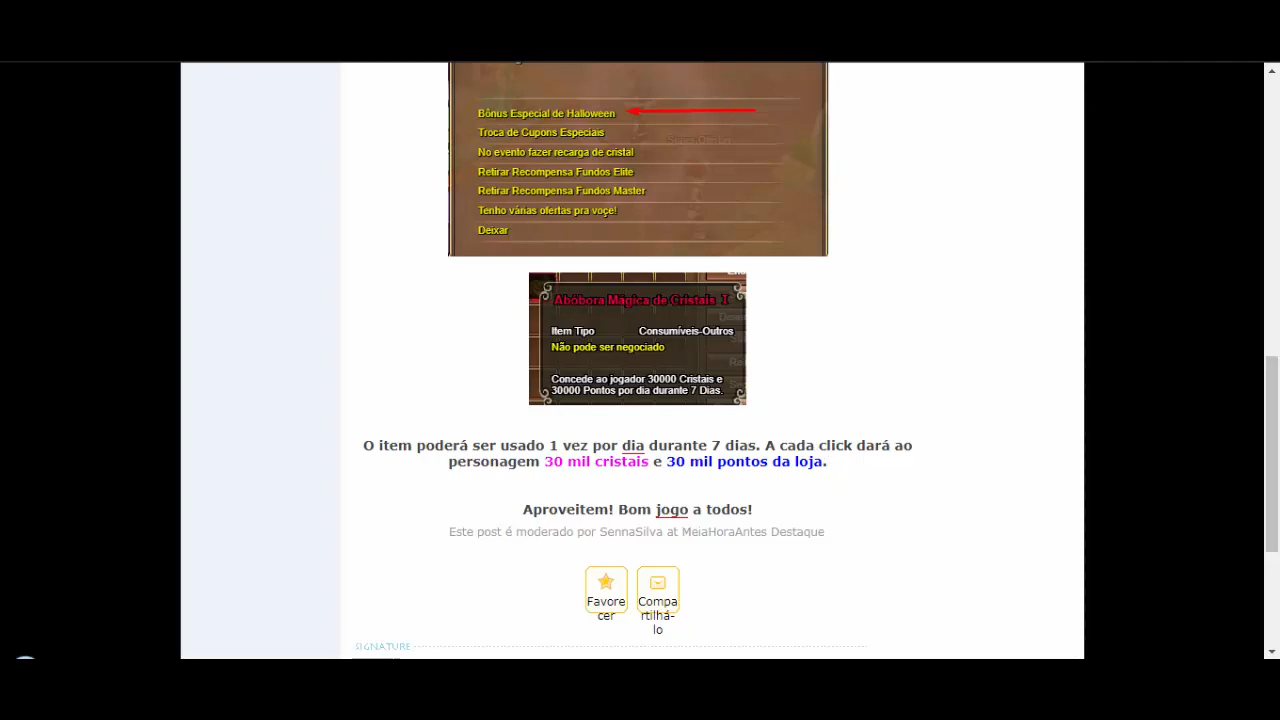 Bônus Especial de Halloween
Troca de Cupons Especiais
No evento fazer recarga de cristal
Retirar Recompensa Fundos Elite
Retirar Recompensa Fundos Master
Tenho várias ofertas pra voçe!
Deixar
Abóbora Mágica de Cristais I
Item Tipo Consumíveis-Outros
Não pode ser negociado
Concede ao jogador 30000 Cristais e
30000 Pontos por dia durante 7 Dias.
O item poderá ser usado 1 vez por dia durante 7 dias. A cada click dará ao
personagem 30 mil cristais e 30 mil pontos da loja.
Aproveitem! Bom jogo a todos!
Este post é moderado por SennaSilva at MeiaHoraAntes Destaque
Favore
cer
Compa
rtilhá-
lo
SIGNATURE